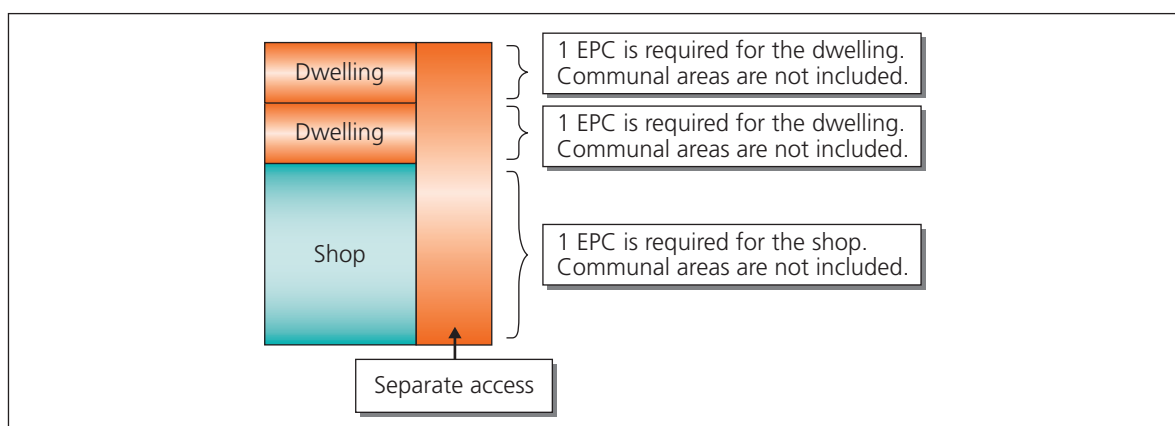 Dwelling
1 EPC is required for the dwelling.
Communal areas are not included.
Dwelling
1 EPC is required for the dwelling.
Communal areas are not included.
Shop
1 EPC is required for the shop.
Communal areas are not included.
Separate access